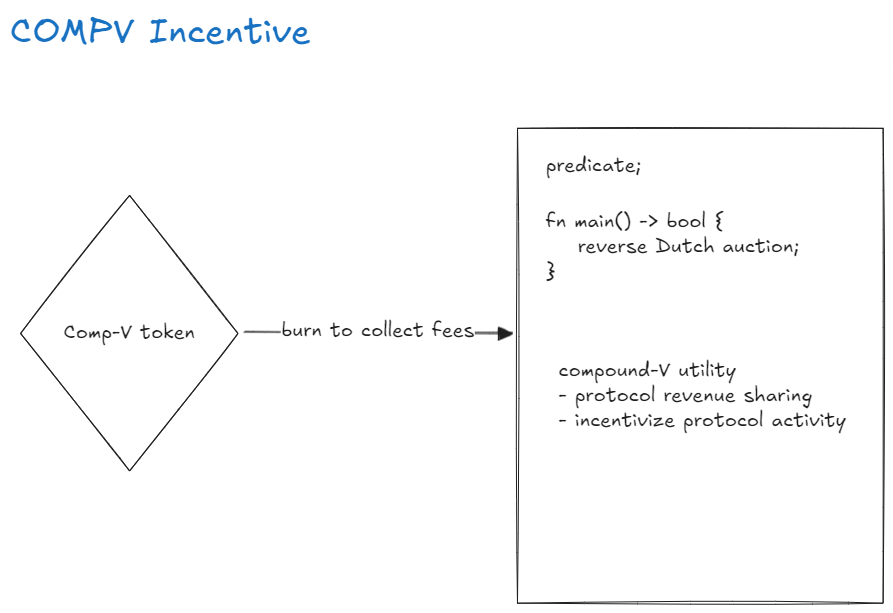 COMPV Incentive
predicate;
fn main() -> bool {
reverse Dutch auction;
}
Comp-V token
burn to collect fees
compound-V utility
- protocol revenue sharing
- incentivize protocol activity